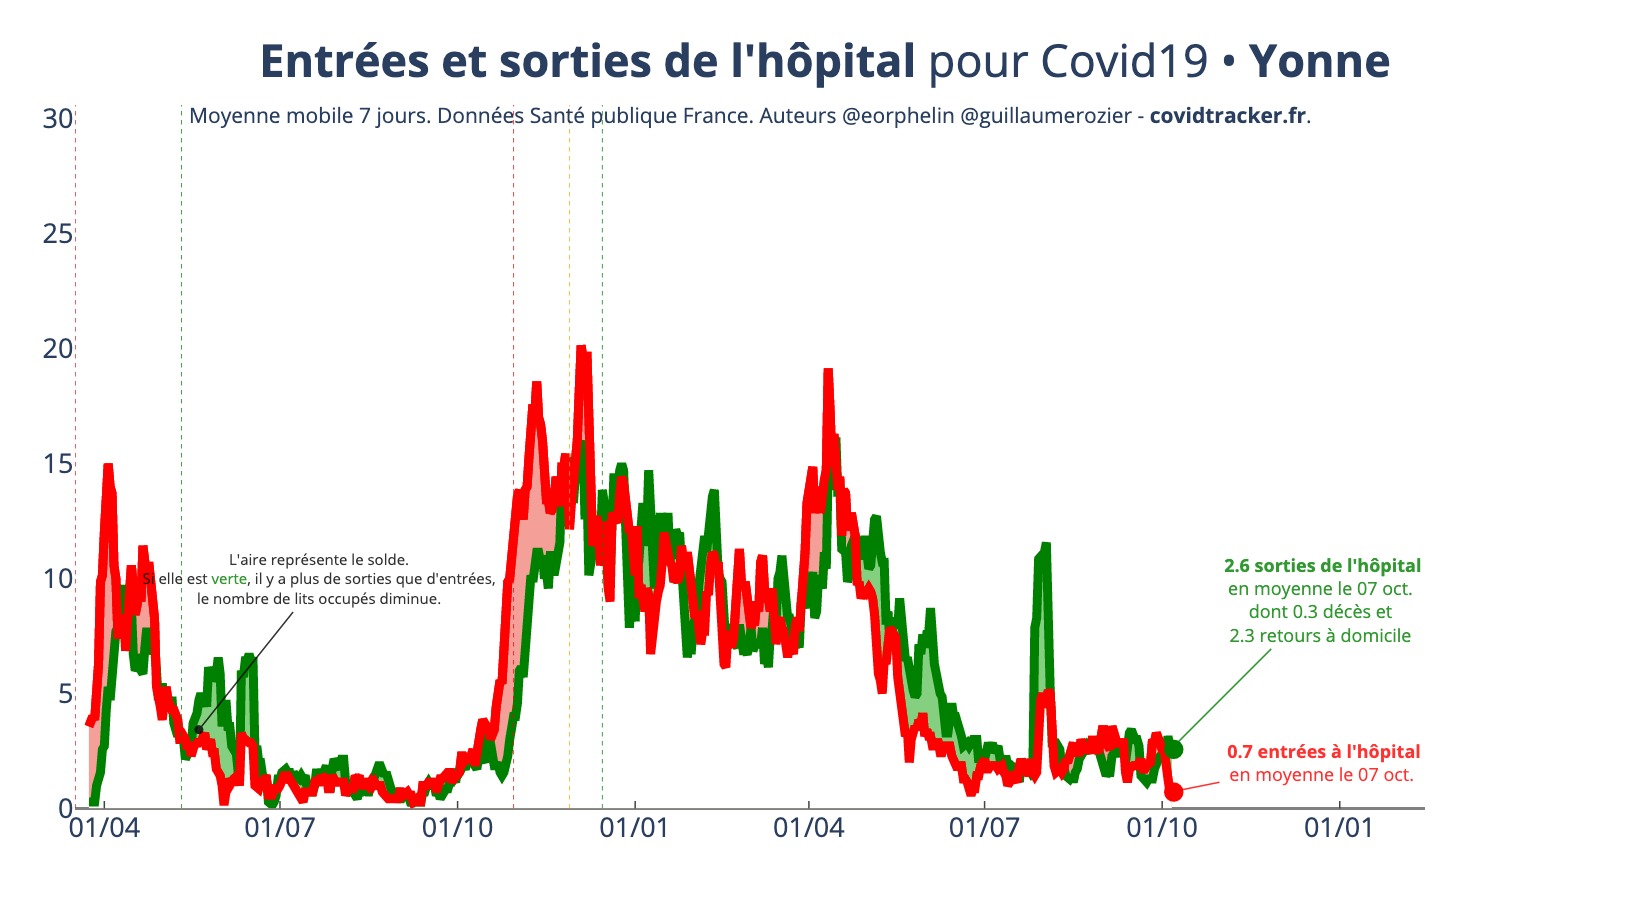 Entrées et sorties de l'hôpital pour Covid19 • Yonne
Moyenne mobile 7 jours. Données Santé publique France. Auteurs @eorphelin @guillaumerozier - covidtracker.fr.
30
25
20
15
10
5
0
L'aire représente le solde.
Si elle est verte, il y a plus de sorties que d'entrées,
le nombre de lits occupés diminue.
2.6 sorties de l'hôpital
en moyenne le 07 oct.
dont 0.3 décès et
2.3 retours à domicile
0.7 entrées à l'hôpital
en moyenne le 07 oct.
01/04 01/07 01/10 01/01 01/04 01/07 01/10 01/01